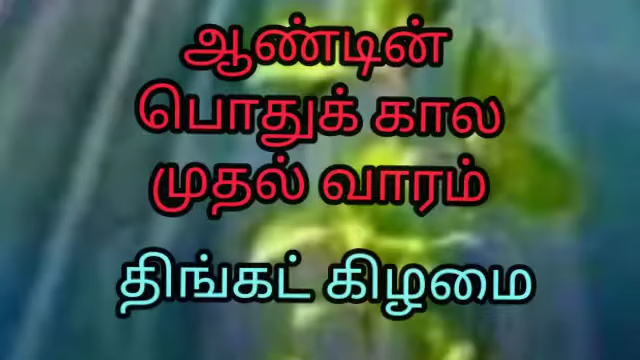 ஆண்டின்
பொதுக் கால
முதல் வாரம்
திங்கட் கிழமை